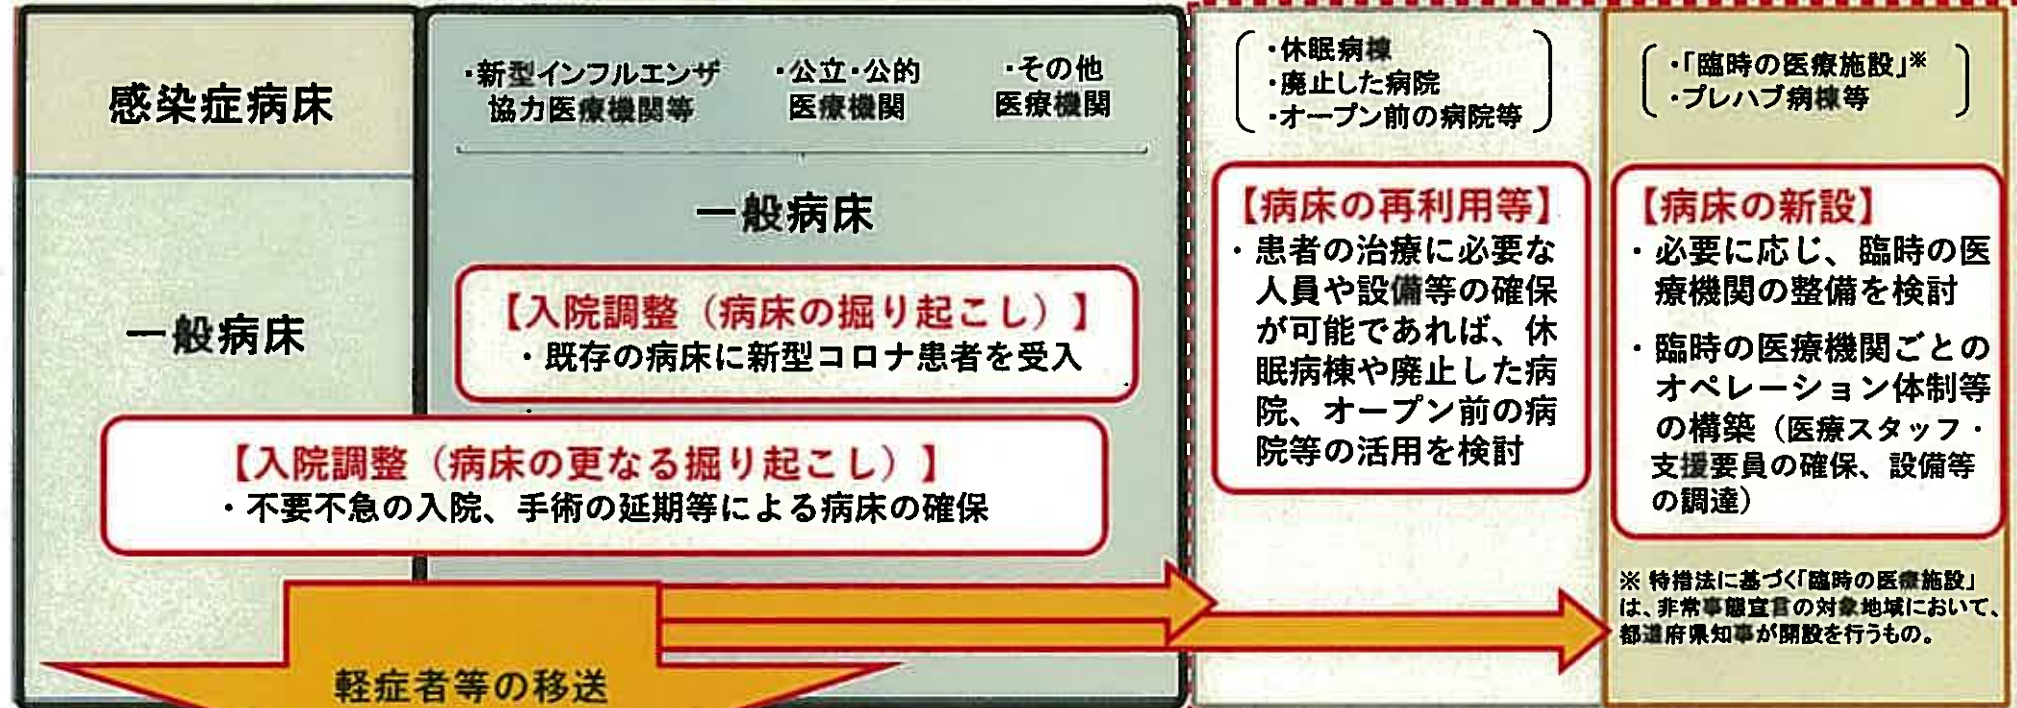 感染症病床
一般病床
・新型インフルエンザ
協力医療機関等
・公立・公的
医療機関
・その他
医療機関
一般病床
【入院調整（病床の掘り起こし）】
・既存の病床に新型コロナ患者を受入
【入院調整（病床の更なる掘り起こし）】
・不要不急の入院、手術の延期等による病床の確保
軽症者等の移送
・休眠病棟
・廃止した病院
・オープン前の病院等
【病床の再利用等】
・患者の治療に必要な
人員や設備等の確保
が可能であれば、休
眠病棟や廃止した病
院、オープン前の病
院等の活用を検討
・「臨時の医療施設」※
・プレハブ病棟等
【病床の新設】
・必要に応じ、臨時の医
療機関の整備を検討
・臨時の医療機関ごとの
オペレーション体制等
の構築（医療スタッフ・
支援要員の確保、設備等
の調達）
※ 特措法に基づく「臨時の医療施設」
は、非常事態宣言の対象地域において、
都道府県知事が開設を行うもの。